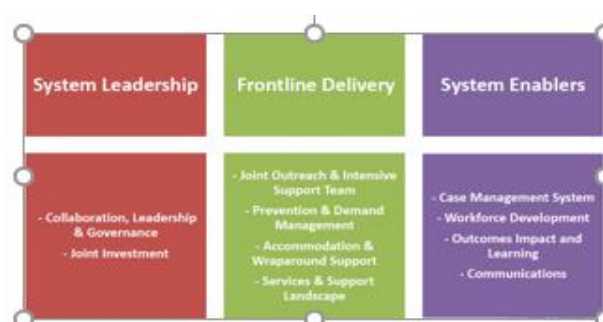 System Leadership
Frontline Delivery
System Enablers
- Collaboration, Leadership
& Governance
- Joint Investment
- Joint Outreach & Intensive
Support Team
- Prevention & Demand
Management
- Accommodation &
Wraparound Support
- Services & Support
Landscape
- Case Management System
- Workforce Development
- Outcomes Impact and
Learning
- Communications